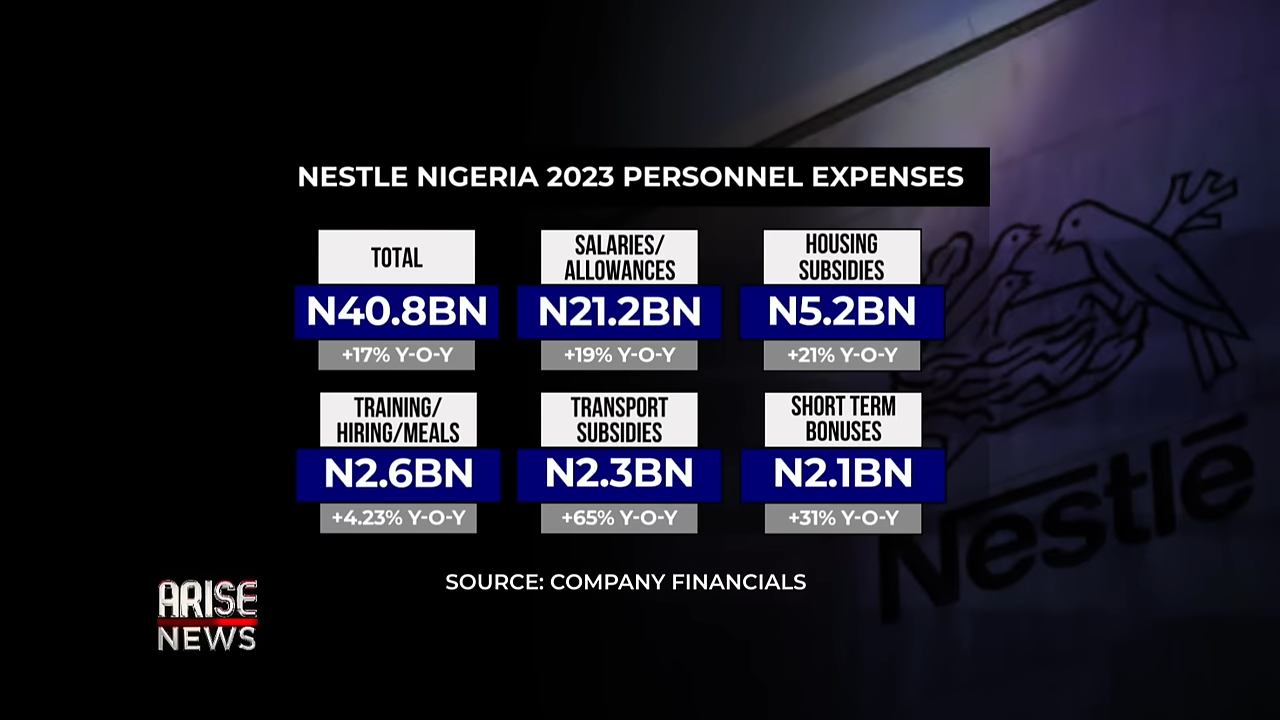 NESTLE NIGERIA 2023 PERSONNEL EXPENSES
TOTAL
N40.8BN
+17% Y-O-Y
SALARIES/
ALLOWANCES
N21.2BN
+19% Y-O-Y
HOUSING
SUBSIDIES
N5.2BN
+21% Y-O-Y
TRAINING/
HIRING/MEALS
N2.6BN
+4.23% Y-O-Y
TRANSPORT
SUBSIDIES
N2.3BN
+65% Y-O-Y
SHORT TERM
BONUSES
N2.1BN
+31% Y-O-Y
Nestlē
SOURCE: COMPANY FINANCIALS
ARISE
NEWS